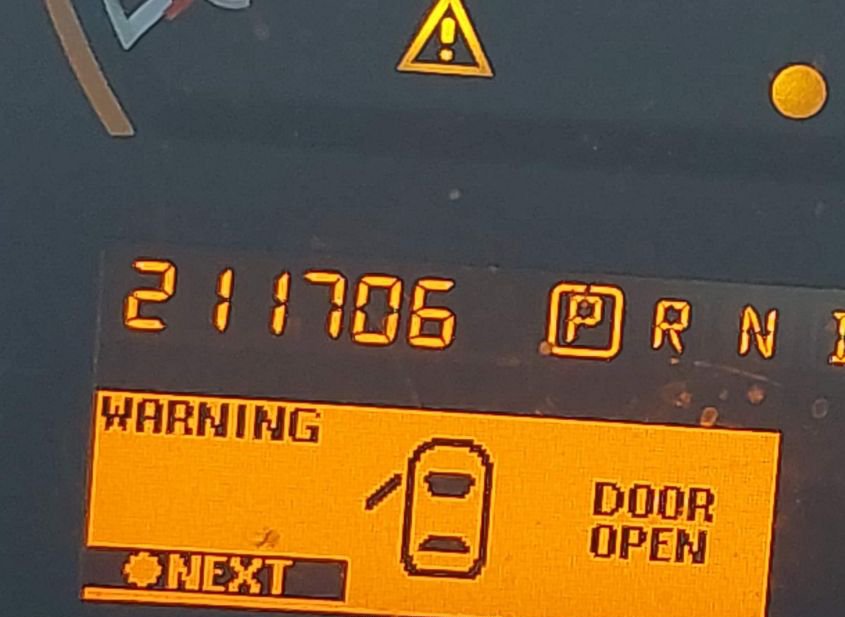 211706 P R N
WARNING
DOOR
OPEN
NEXT